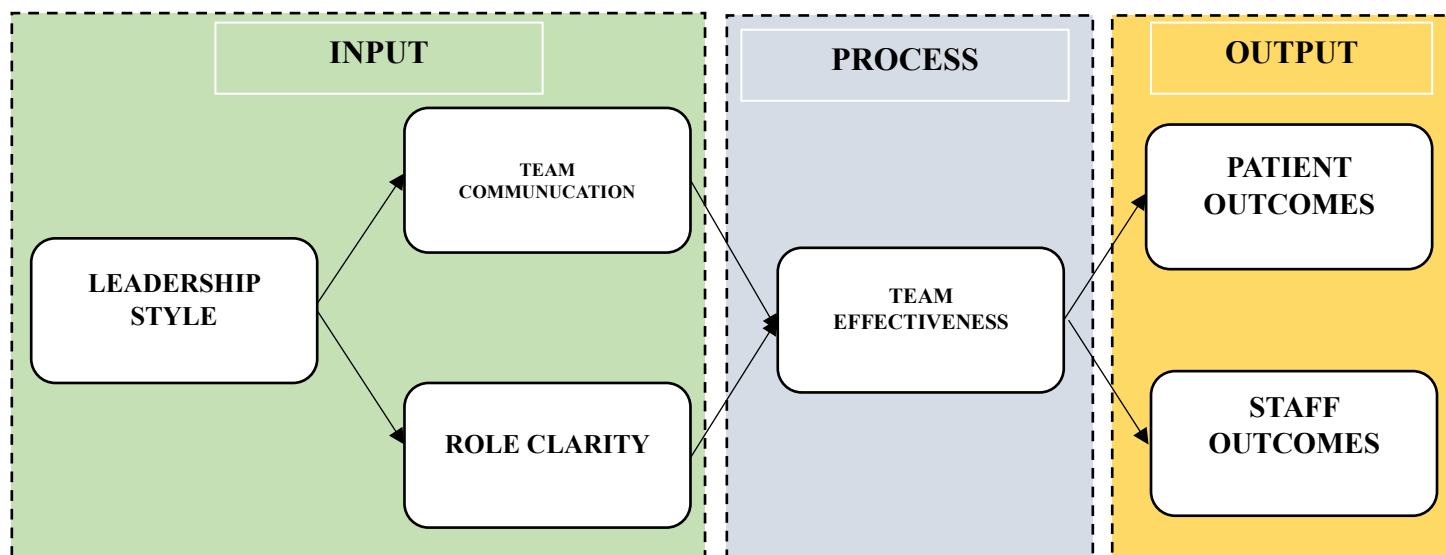 INPUT
PROCESS
OUTPUT
TEAM
COMMUNUCATION
LEADERSHIP
STYLE
ROLE CLARITY
TEAM
EFFECTIVENESS
PATIENT
OUTCOMES
STAFF
OUTCOMES